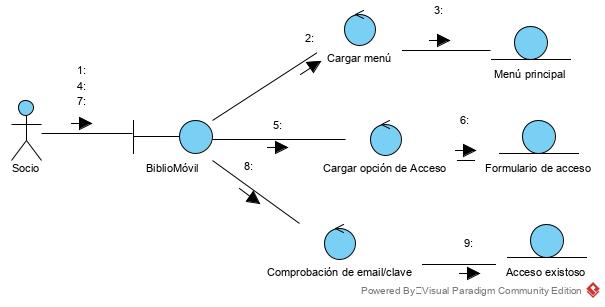 3:
2:
Cargar menú
Menú principal
1:
4:
7:
5:
6:
Socio
BiblioMóvil
Cargar opción de Acceso
Formulario de acceso
8:
9:
Comprobación de email/clave
Acceso existoso
Powered By Visual Paradigm Community Edition